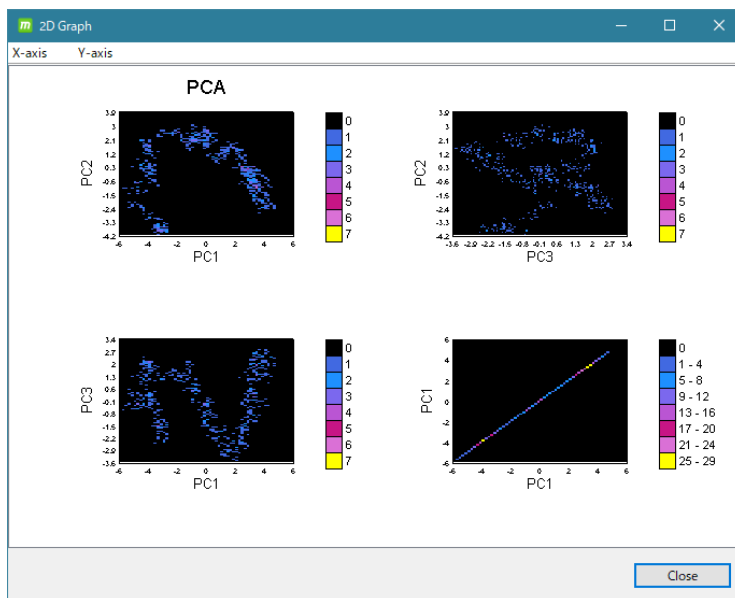 m 2D Graph
X-axis Y-axis
PCA
3.9
3
2.1
1.2
0.3
-0.6
-1.5
-2.4
-3.3
-4.2
PC2
-6 -4 -2 0 2 4 6
PC1
0
1
2
3
4
5
6
7
3.9
3
2.1
1.2
0.3
-0.6
-1.5
-2.4
-3.3
-4.2
PC2
-3.6 -2.9 -2.2 -1.5 -0.8 -0.1 0.6 1.3 2 2.7 3.4
PC3
0
1
2
3
4
5
6
7
3.4
2.7
2
1.3
0.6
-0.1
-0.8
-1.5
-2.2
-2.9
-3.6
PC3
-6 -4 -2 0 2 4 6
PC1
0
1
2
3
4
5
6
7
6
4
2
0
-2
-4
-6
PC1
-6 -4 -2 0 2 4 6
PC1
0
1 - 4
5 - 8
9 - 12
13 - 16
17 - 20
21 - 24
25 - 29
Close